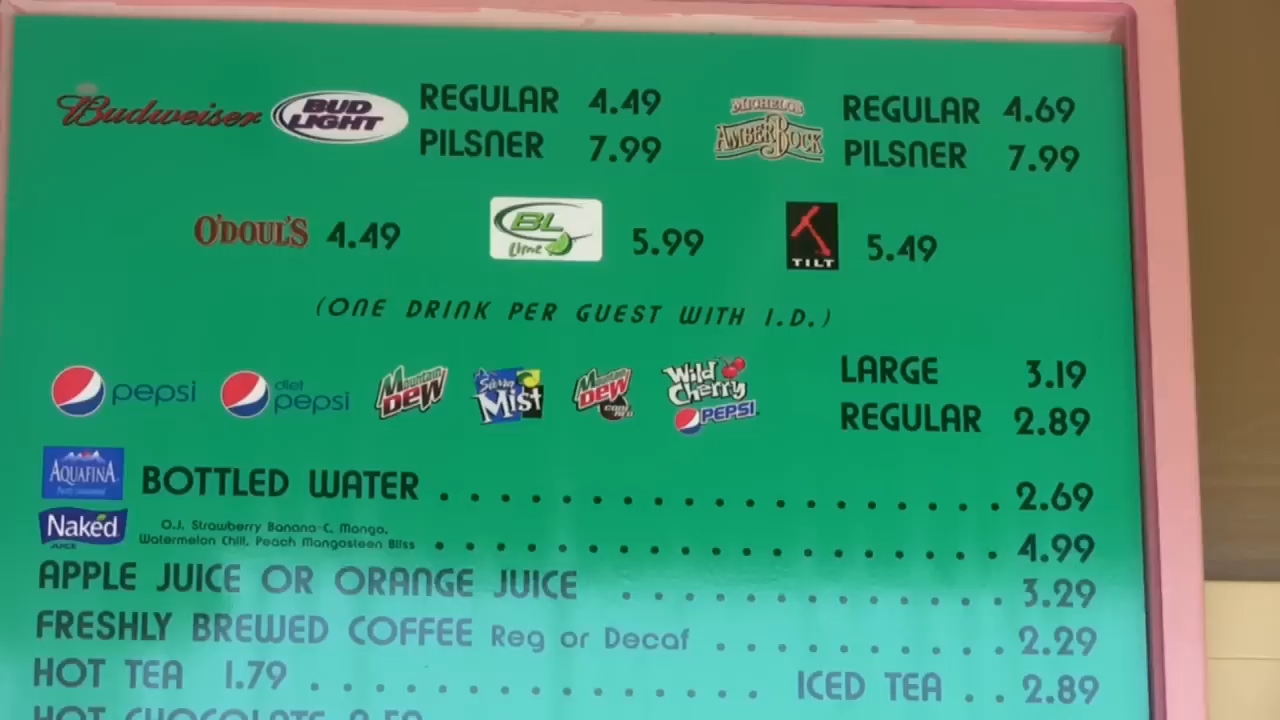 Budweiser BUD LIGHT REGULAR 4.49 MICHELOB AMBER BOCK REGULAR 4.69
PILSNER 7.99 PILSNER 7.99
O'DOUL'S 4.49 BL Lime 5.99 TILT 5.49
(ONE DRINK PER GUEST WITH I.D.)
pepsi diet pepsi Mountain Dew Sierra Mist Mountain Dew CODE RED Wild Cherry PEPSI LARGE 3.19
REGULAR 2.89
AQUAFINA BOTTLED WATER . . . . . . . . . . . . . . . . . . . 2.69
Naked JUICE O.J. Strawberry Banana-C, Mango,
Watermelon Chill, Peach Mangosteen Bliss . . . . . . . . . . . . . . . . . . . 4.99
APPLE JUICE OR ORANGE JUICE . . . . . . . . . . . . . 3.29
FRESHLY BREWED COFFEE Reg or Decaf . . . . . . . . . . 2.29
HOT TEA 1.79 . . . . . . . . . . . . . . . ICED TEA . . 2.89
HOT CHOCOLATE